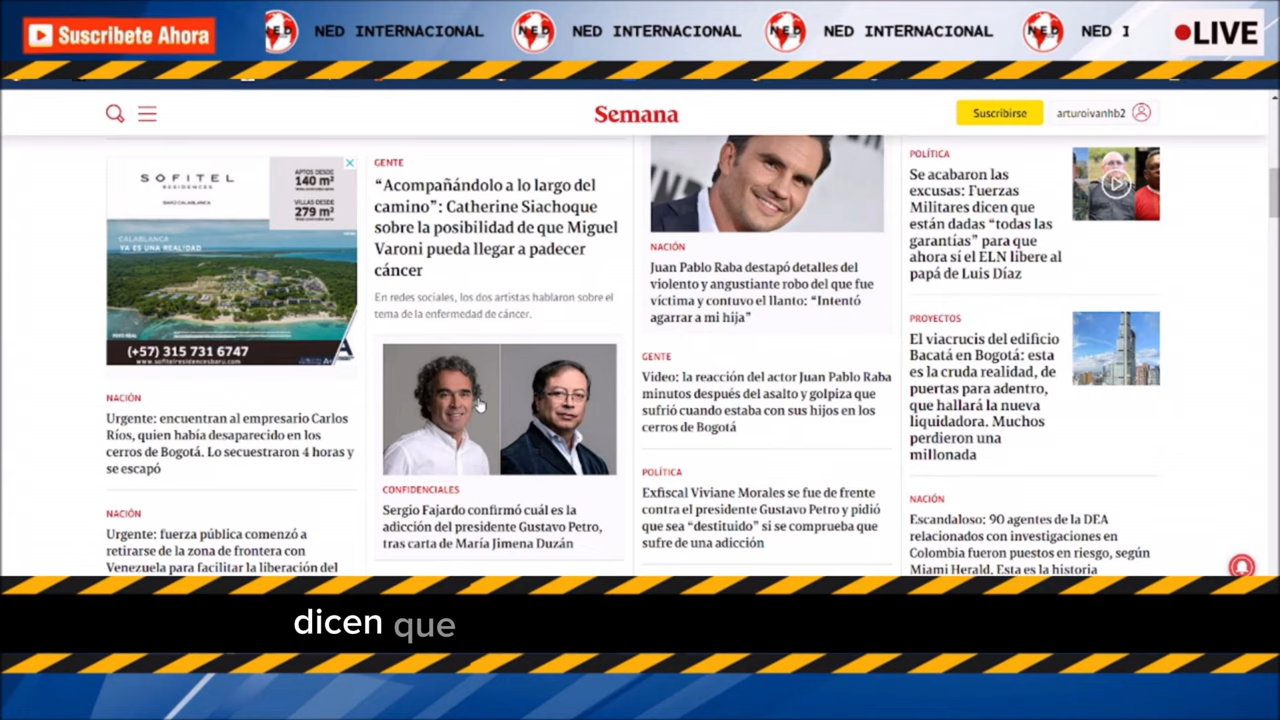 Suscribete Ahora
NED INTERNACIONAL
NED INTERNACIONAL
NED INTERNACIONAL
NED I
LIVE
Semana
Suscribirse
arturoivanhb2
SOFITEL
RESIDENCES
BARÚ CALABLANCA
APTOS DESDE
140 m²
VILLAS DESDE
279 m²
CALABLANCA
YA ES UNA REALIDAD
(+57) 315 731 6747
www.sofitelresidencesbaru.com
NACIÓN
Urgente: encuentran al empresario Carlos
Ríos, quien había desaparecido en los
cerros de Bogotá. Lo secuestraron 4 horas y
se escapó
NACIÓN
Urgente: fuerza pública comenzó a
retirarse de la zona de frontera con
Venezuela para facilitar la liberación del
GENTE
“Acompañándolo a lo largo del
camino”: Catherine Siachoque
sobre la posibilidad de que Miguel
Varoni pueda llegar a padecer
cáncer
En redes sociales, los dos artistas hablaron sobre el
tema de la enfermedad de cáncer.
CONFIDENCIALES
Sergio Fajardo confirmó cuál es la
adicción del presidente Gustavo Petro,
tras carta de María Jimena Duzán
NACIÓN
Juan Pablo Raba destapó detalles del
violento y angustiante robo del que fue
víctima y contuvo el llanto: “Intentó
agarrar a mi hija”
GENTE
Video: la reacción del actor Juan Pablo Raba
minutos después del asalto y golpiza que
sufrió cuando estaba con sus hijos en los
cerros de Bogotá
POLÍTICA
Exfiscal Viviane Morales se fue de frente
contra el presidente Gustavo Petro y pidió
que sea “destituido” si se comprueba que
sufre de una adicción
POLÍTICA
Se acabaron las
excusas: Fuerzas
Militares dicen que
están dadas “todas las
garantías” para que
ahora sí el ELN libere al
papá de Luis Díaz
PROYECTOS
El viacrucis del edificio
Bacatá en Bogotá: esta
es la cruda realidad, de
puertas para adentro,
que hallará la nueva
liquidadora. Muchos
perdieron una
millonada
NACIÓN
Escandaloso: 90 agentes de la DEA
relacionados con investigaciones en
Colombia fueron puestos en riesgo, según
Miami Herald. Esta es la historia
dicen que